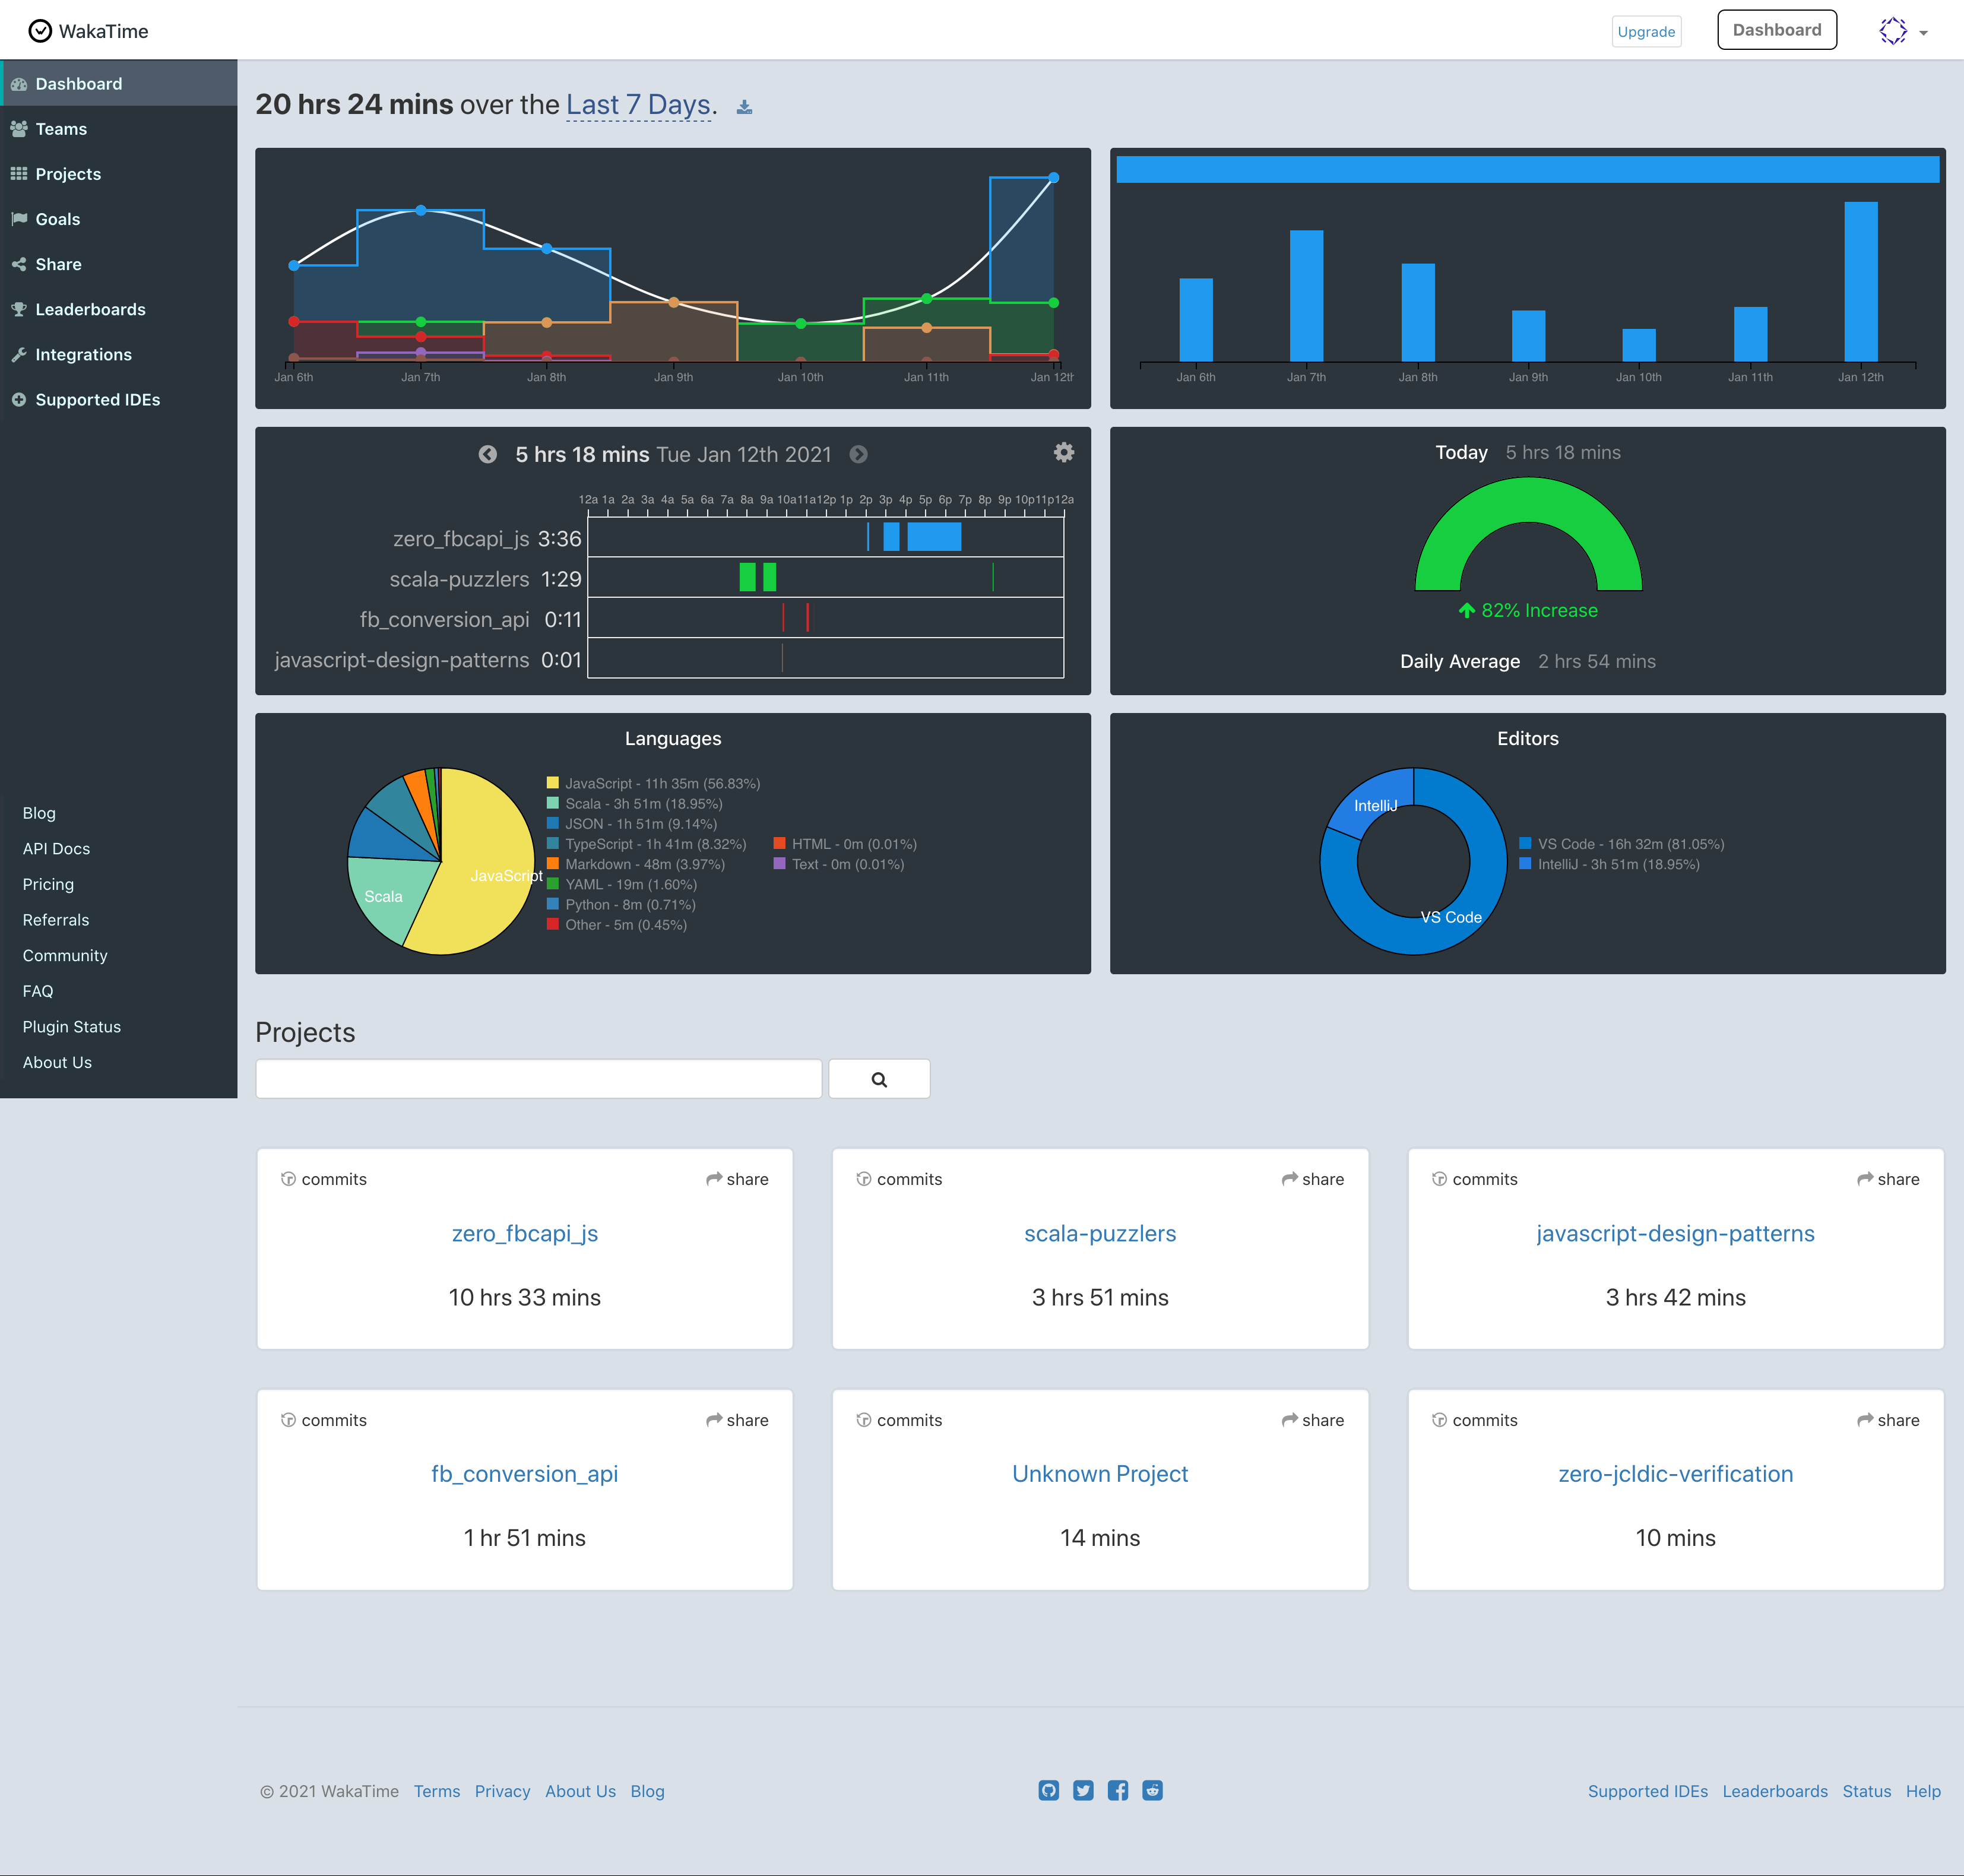 WakaTime
Upgrade
Dashboard
Dashboard
Teams
Projects
Goals
Share
Leaderboards
Integrations
Supported IDEs
Blog
API Docs
Pricing
Referrals
Community
FAQ
Plugin Status
About Us
20 hrs 24 mins over the Last 7 Days.
Jan 6th Jan 7th Jan 8th Jan 9th Jan 10th Jan 11th Jan 12th
Jan 6th Jan 7th Jan 8th Jan 9th Jan 10th Jan 11th Jan 12th
5 hrs 18 mins Tue Jan 12th 2021
12a 1a 2a 3a 4a 5a 6a 7a 8a 9a 10a 11a 12p 1p 2p 3p 4p 5p 6p 7p 8p 9p 10p 11p 12a
zero_fbcapi_js 3:36
scala-puzzlers 1:29
fb_conversion_api 0:11
javascript-design-patterns 0:01
Today 5 hrs 18 mins
82% Increase
Daily Average 2 hrs 54 mins
Languages
JavaScript
Scala
JavaScript - 11h 35m (56.83%)
Scala - 3h 51m (18.95%)
JSON - 1h 51m (9.14%)
TypeScript - 1h 41m (8.32%)
Markdown - 48m (3.97%)
YAML - 19m (1.60%)
Python - 8m (0.71%)
Other - 5m (0.45%)
HTML - 0m (0.01%)
Text - 0m (0.01%)
Editors
IntelliJ
VS Code
VS Code - 16h 32m (81.05%)
IntelliJ - 3h 51m (18.95%)
Projects
commits share
zero_fbcapi_js
10 hrs 33 mins
commits share
scala-puzzlers
3 hrs 51 mins
commits share
javascript-design-patterns
3 hrs 42 mins
commits share
fb_conversion_api
1 hr 51 mins
commits share
Unknown Project
14 mins
commits share
zero-jcldic-verification
10 mins
© 2021 WakaTime Terms Privacy About Us Blog
Supported IDEs Leaderboards Status Help